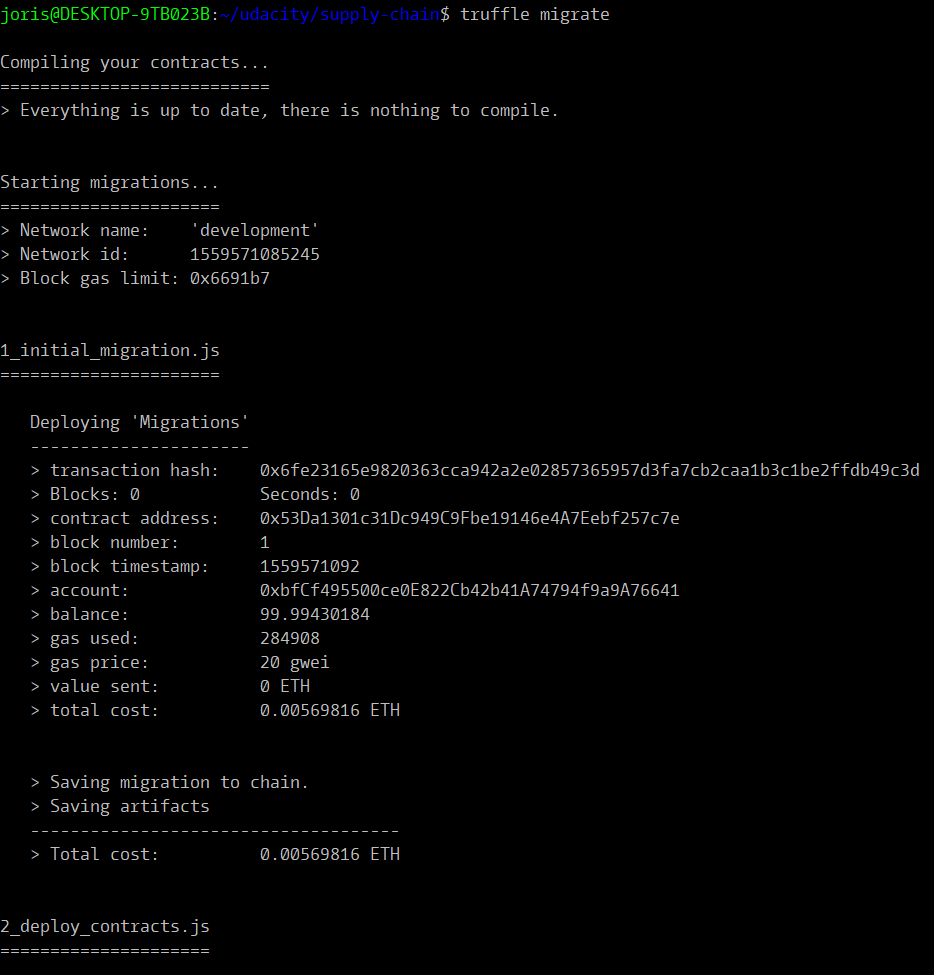 joris@DESKTOP-9TB023B:~/udacity/supply-chain$ truffle migrate
Compiling your contracts...
===========================
> Everything is up to date, there is nothing to compile.
Starting migrations...
======================
> Network name:    'development'
> Network id:      1559571085245
> Block gas limit: 0x6691b7
1_initial_migration.js
======================
Deploying 'Migrations'
----------------------
> transaction hash:    0x6fe23165e9820363cca942a2e02857365957d3fa7cb2caa1b3c1be2ffdb49c3d
> Blocks: 0            Seconds: 0
> contract address:    0x53Da1301c31Dc949C9Fbe19146e4A7Eebf257c7e
> block number:        1
> block timestamp:     1559571092
> account:             0xbfCf495500ce0E822Cb42b41A74794f9a9A76641
> balance:             99.99430184
> gas used:            284908
> gas price:           20 gwei
> value sent:          0 ETH
> total cost:          0.00569816 ETH
> Saving migration to chain.
> Saving artifacts
-------------------------------------
> Total cost:          0.00569816 ETH
2_deploy_contracts.js
=====================